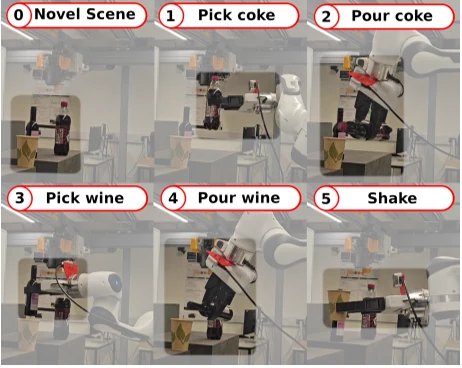 0 Novel Scene
1 Pick coke
2 Pour coke
3 Pick wine
4 Pour wine
5 Shake